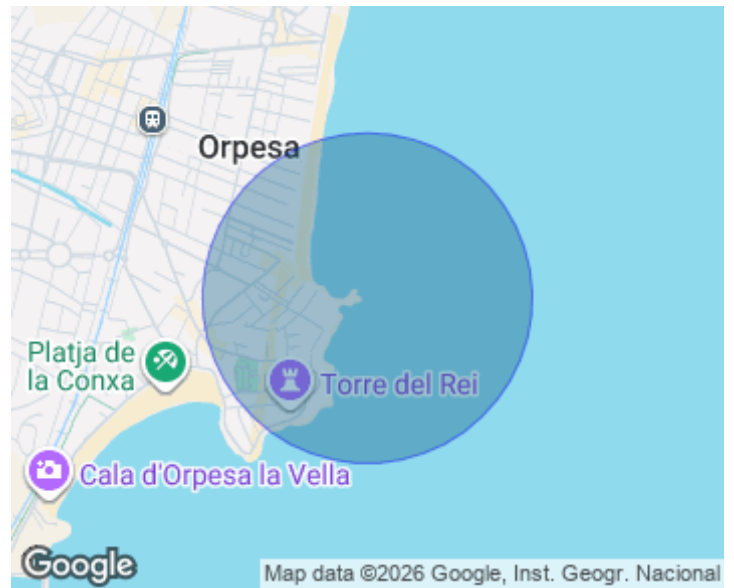 Orpesa
Platja de
la Conxa
Torre del Rei
Cala d'Orpesa la Vella
Google
Map data ©2026 Google, Inst. Geogr. Nacional